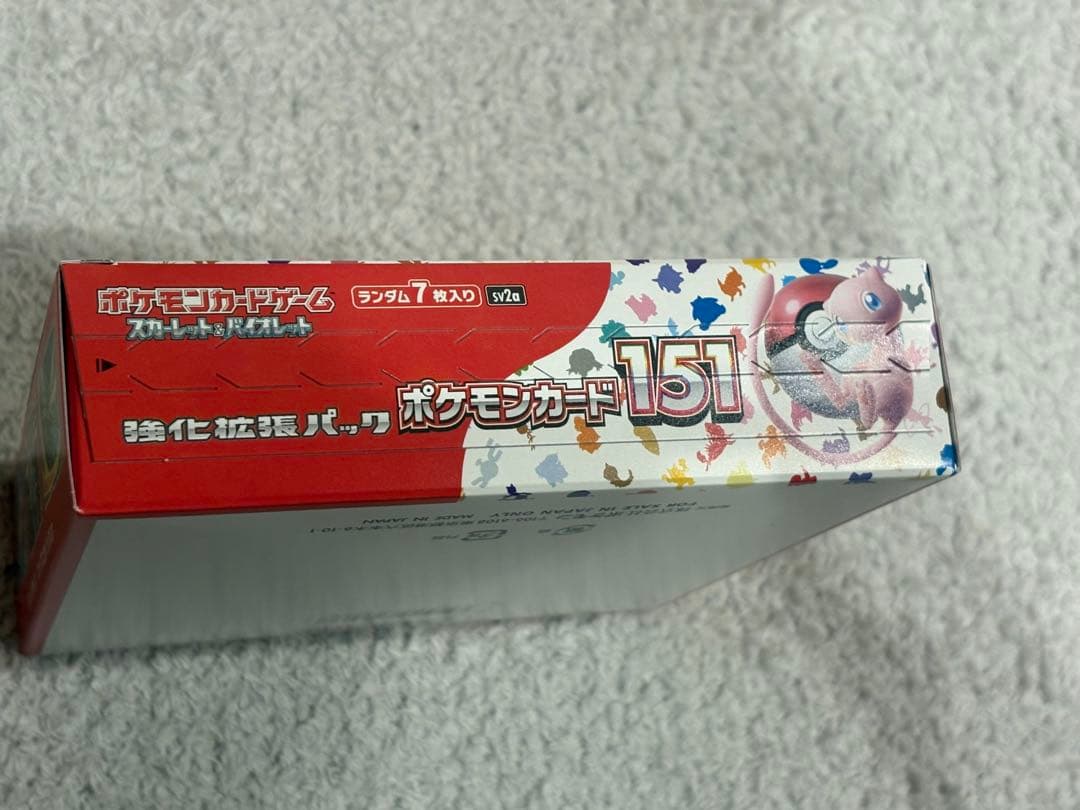 ポケモンカードゲーム
スカーレット&バイオレット
ランダム7枚入り
sv2a
強化拡張パック
ポケモンカード151
FOR SALE IN JAPAN ONLY MADE IN JAPAN